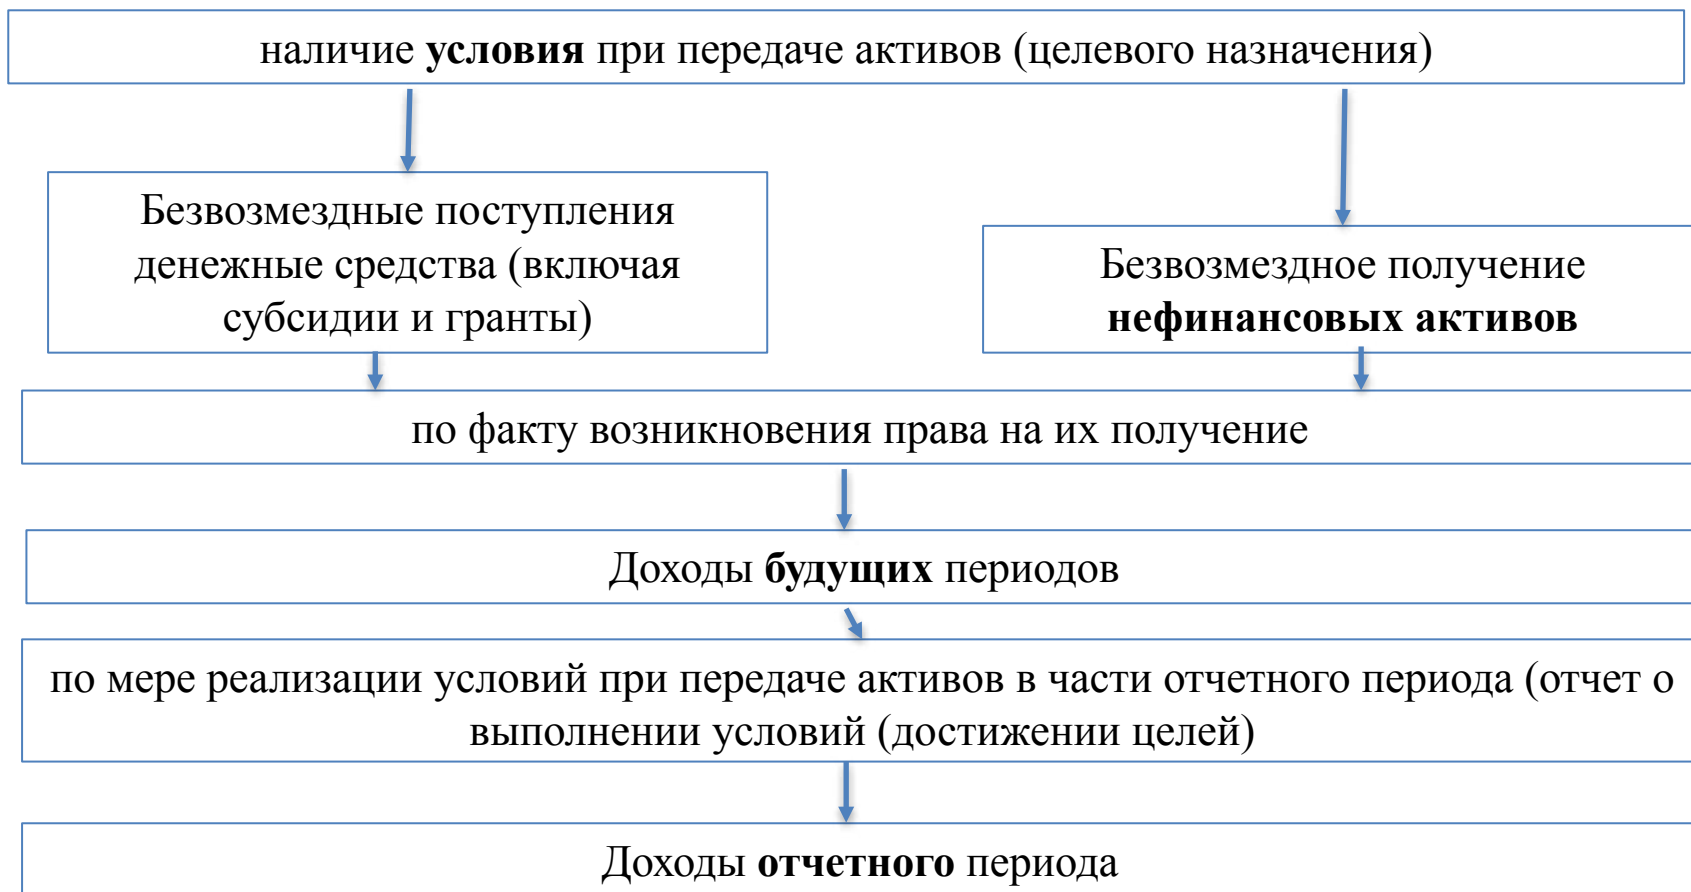 наличие условия при передаче активов (целевого назначения)
Безвозмездные поступления
денежные средства (включая
субсидии и гранты)
Безвозмездное получение
нефинансовых активов
по факту возникновения права на их получение
Доходы будущих периодов
по мере реализации условий при передаче активов в части отчетного периода (отчет о
выполнении условий (достижении целей)
Доходы отчетного периода